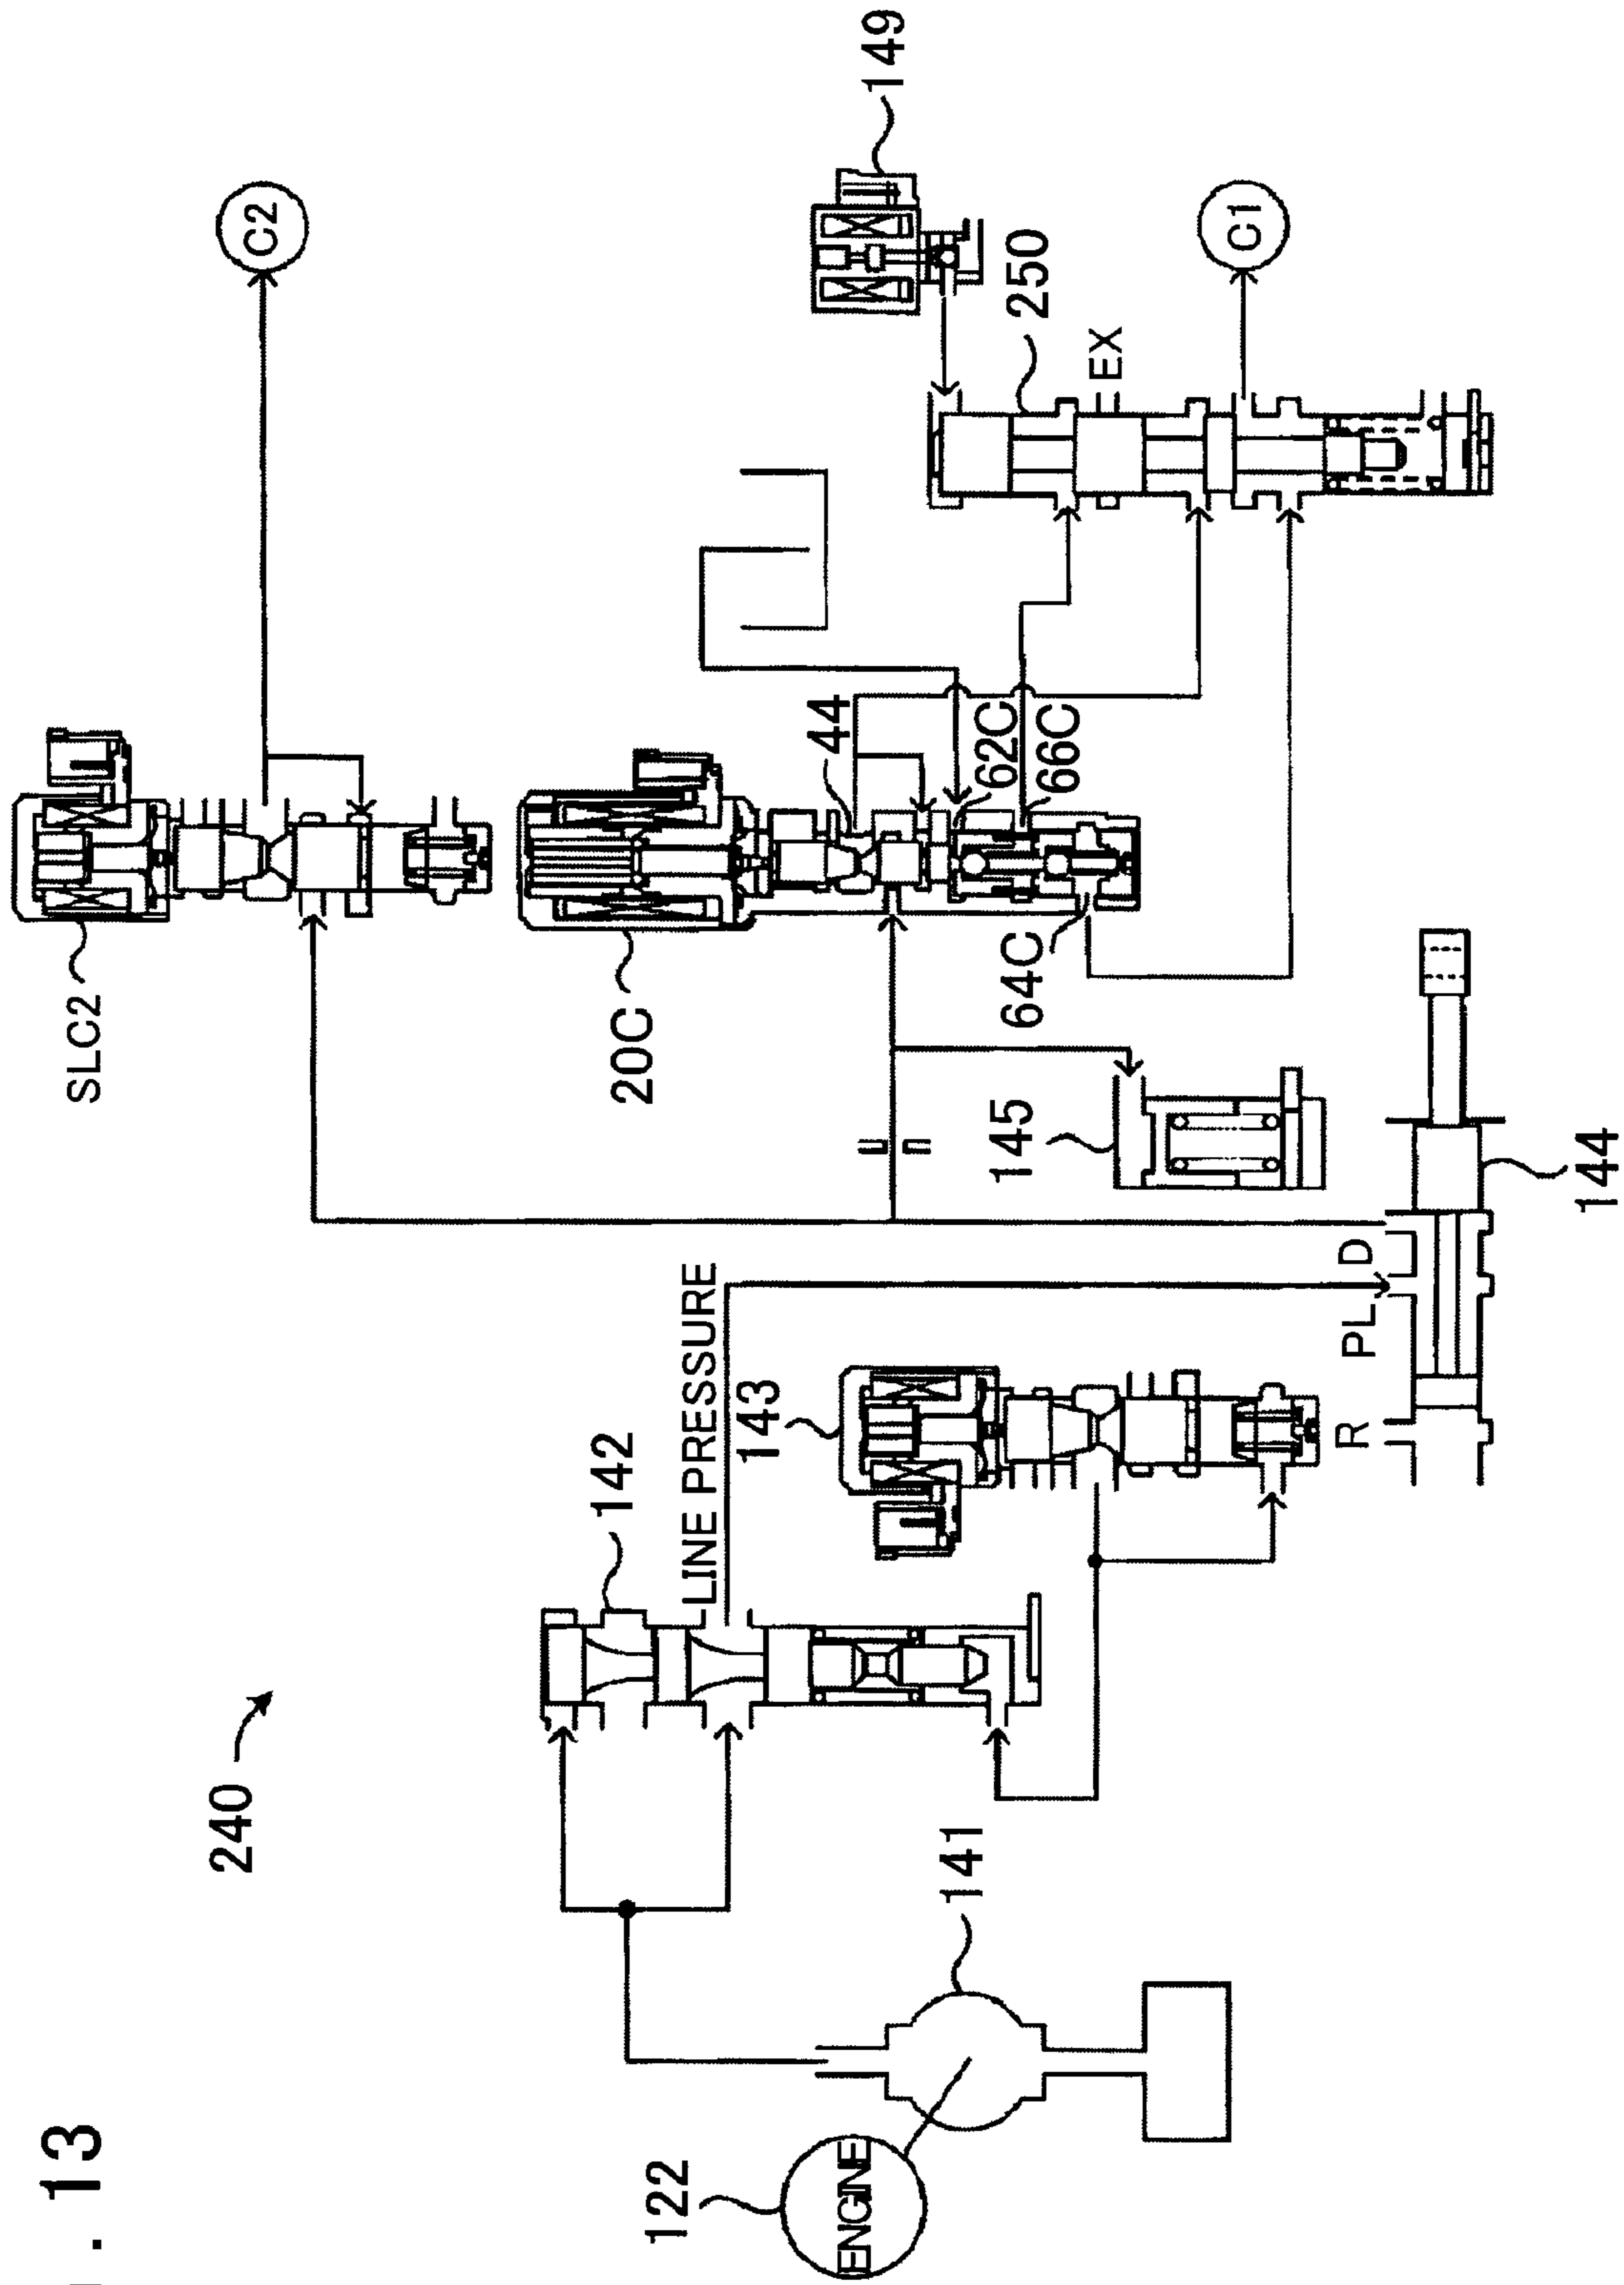 . 13
240
122
ENGINE
141
142
LINE PRESSURE
143
R
PL
D
144
145
SLC2
20C
64C
44
62C
66C
C2
149
250
EX
C1